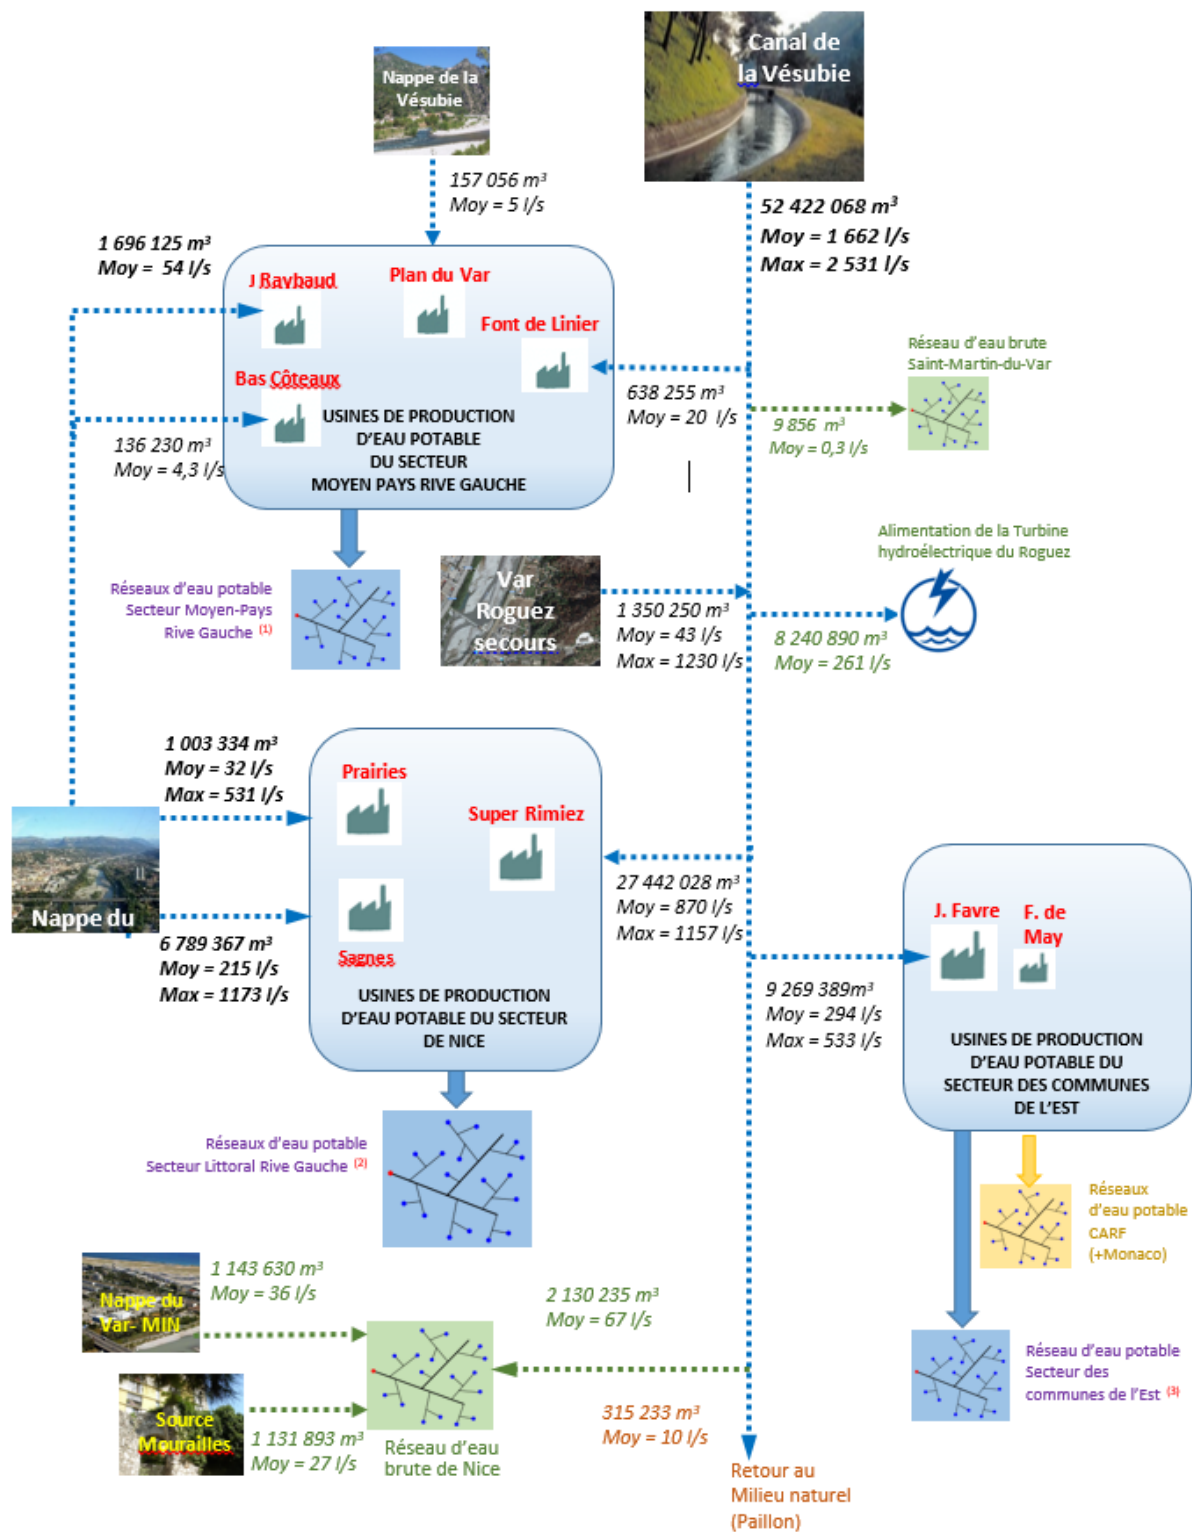 Canal de
la Vésubie
Nappe de la
Vésubie
157 056 m³
Moy = 5 l/s
52 422 068 m³
Moy = 1 662 l/s
Max = 2 531 l/s
1 696 125 m³
Moy = 54 l/s
J Raybaud
Plan du Var
Font de Linier
Bas Côteaux
USINES DE PRODUCTION
D'EAU POTABLE
DU SECTEUR
MOYEN PAYS RIVE GAUCHE
136 230 m³
Moy = 4,3 l/s
638 255 m³
Moy = 20 l/s
Réseau d'eau brute
Saint-Martin-du-Var
9 856 m³
Moy = 0,3 l/s
Réseaux d'eau potable
Secteur Moyen-Pays
Rive Gauche (1)
Var
Roguez
secours
1 350 250 m³
Moy = 43 l/s
Max = 1230 l/s
Alimentation de la Turbine
hydroélectrique du Roguez
8 240 890 m³
Moy = 261 l/s
1 003 334 m³
Moy = 32 l/s
Max = 531 l/s
Prairies
Super Rimiez
Nappe du
6 789 367 m³
Moy = 215 l/s
Max = 1173 l/s
Sagnes
USINES DE PRODUCTION
D'EAU POTABLE DU SECTEUR
DE NICE
27 442 028 m³
Moy = 870 l/s
Max = 1157 l/s
J. Favre
F. de
May
9 269 389m³
Moy = 294 l/s
Max = 533 l/s
USINES DE PRODUCTION
D'EAU POTABLE DU
SECTEUR DES COMMUNES
DE L'EST
Réseaux d'eau potable
Secteur Littoral Rive Gauche (2)
Réseaux
d'eau potable
CARF
(+Monaco)
Nappe du
Var- MIN
1 143 630 m³
Moy = 36 l/s
2 130 235 m³
Moy = 67 l/s
Réseau d'eau potable
Secteur des
communes de l'Est (3)
Source
Mourailles
1 131 893 m³
Moy = 27 l/s
Réseau d'eau
brute de Nice
315 233 m³
Moy = 10 l/s
Retour au
Milieu naturel
(Paillon)